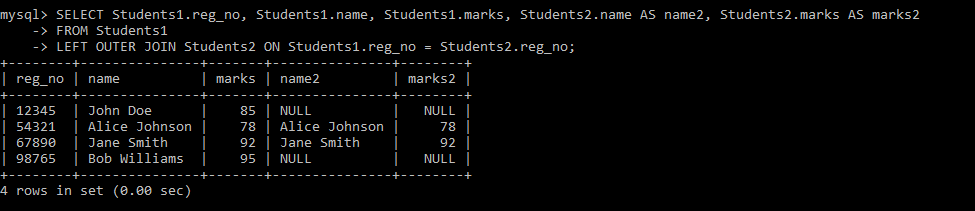 mysql> SELECT Students1.reg_no, Students1.name, Students1.marks, Students2.name AS name2, Students2.marks AS marks2
    -> FROM Students1
    -> LEFT OUTER JOIN Students2 ON Students1.reg_no = Students2.reg_no;
+--------+---------------+-------+---------------+--------+
| reg_no | name          | marks | name2         | marks2 |
+--------+---------------+-------+---------------+--------+
| 12345  | John Doe      |    85 | NULL          |   NULL |
| 54321  | Alice Johnson |    78 | Alice Johnson |     78 |
| 67890  | Jane Smith    |    92 | Jane Smith    |     92 |
| 98765  | Bob Williams  |    95 | NULL          |   NULL |
+--------+---------------+-------+---------------+--------+
4 rows in set (0.00 sec)